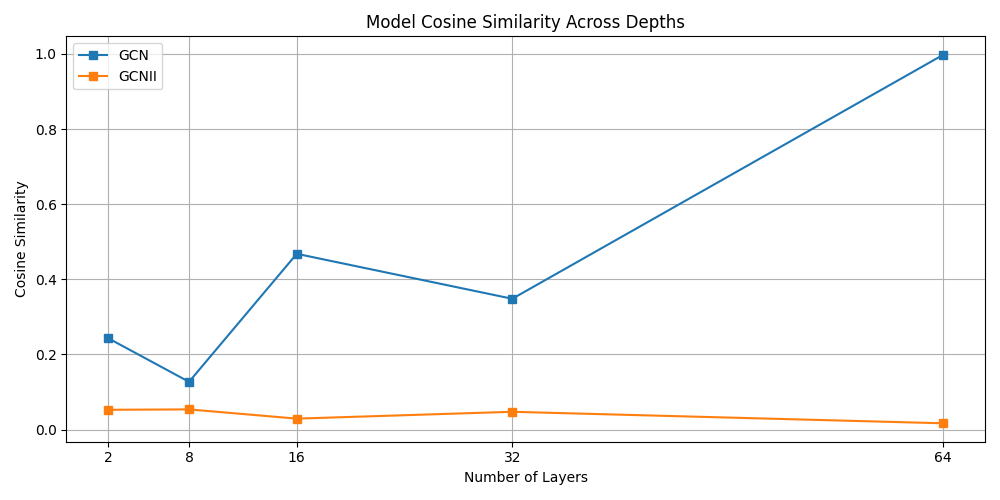 Model Cosine Similarity Across Depths
GCN
GCNII
1.0
0.8
0.6
0.4
0.2
0.0
Cosine Similarity
2 8 16 32 64
Number of Layers